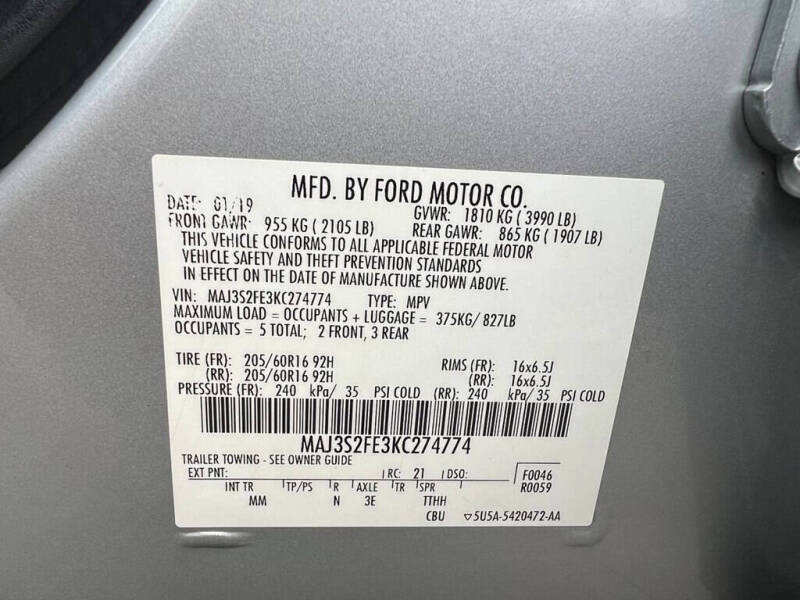 MFD. BY FORD MOTOR CO.
DATE: 01/19 GVWR: 1810 KG ( 3990 LB)
FRONT GAWR: 955 KG ( 2105 LB) REAR GAWR: 865 KG ( 1907 LB)
THIS VEHICLE CONFORMS TO ALL APPLICABLE FEDERAL MOTOR
VEHICLE SAFETY AND THEFT PREVENTION STANDARDS
IN EFFECT ON THE DATE OF MANUFACTURE SHOWN ABOVE.
VIN: MAJ3S2FE3KC274774 TYPE: MPV
MAXIMUM LOAD = OCCUPANTS + LUGGAGE = 375KG/ 827LB
OCCUPANTS = 5 TOTAL; 2 FRONT, 3 REAR
TIRE (FR): 205/60R16 92H RIMS (FR): 16x6.5J
(RR): 205/60R16 92H (RR): 16x6.5J
PRESSURE (FR): 240 kPa/ 35 PSI COLD (RR): 240 kPa/ 35 PSI COLD
MAJ3S2FE3KC274774
TRAILER TOWING - SEE OWNER GUIDE
EXT PNT: RC: 21 DSO: F0046
INT TR TP/PS R AXLE TR SPR R0059
MM N 3E TTHH
CBU ▽5U5A-5420472-AA